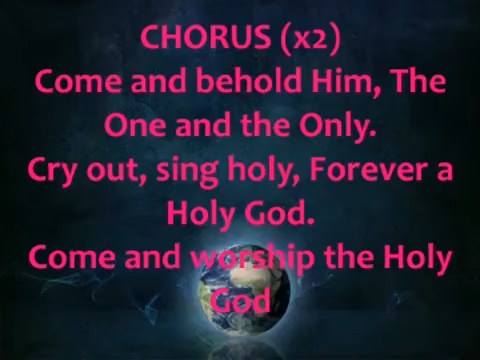 CHORUS (x2)
Come and behold Him, The
One and the Only.
Cry out, sing holy, Forever a
Holy God.
Come and worship the Holy
God